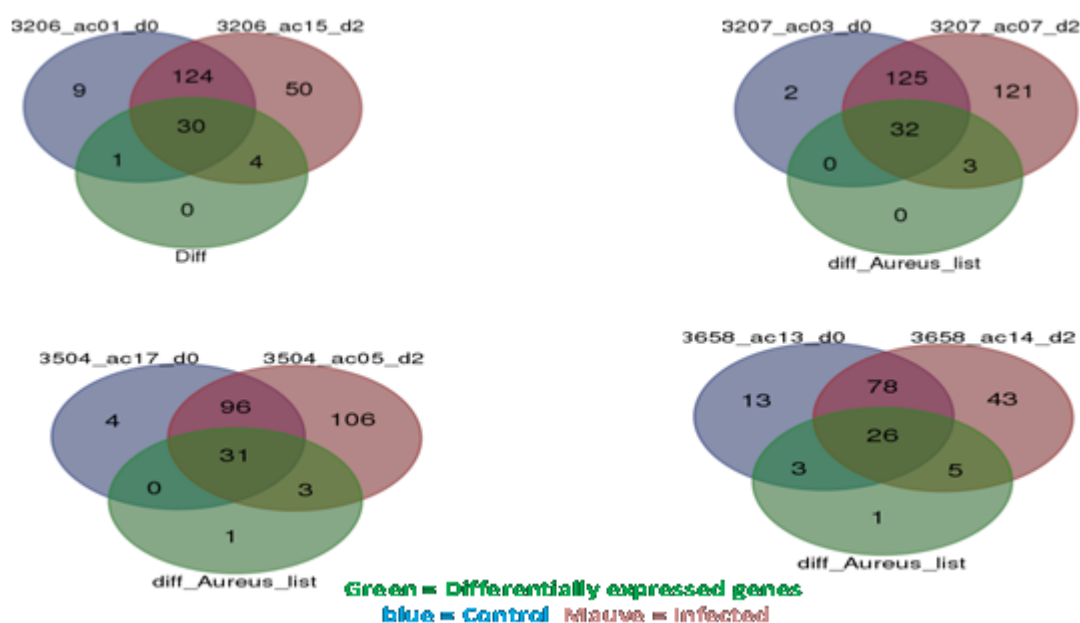 3206_ac01_d0 3206_ac15_d2
9 124 50
30
1 4
0
Diff
3207_ac03_d0 3207_ac07_d2
2 125 121
32
0 3
0
diff_Aureus_list
3504_ac17_d0 3504_ac05_d2
4 96 106
31
0 3
1
diff_Aureus_list
3658_ac13_d0 3658_ac14_d2
13 78 43
26
3 5
1
diff_Aureus_list
Green = Differentially expressed genes
blue = Control Mauve = Infected